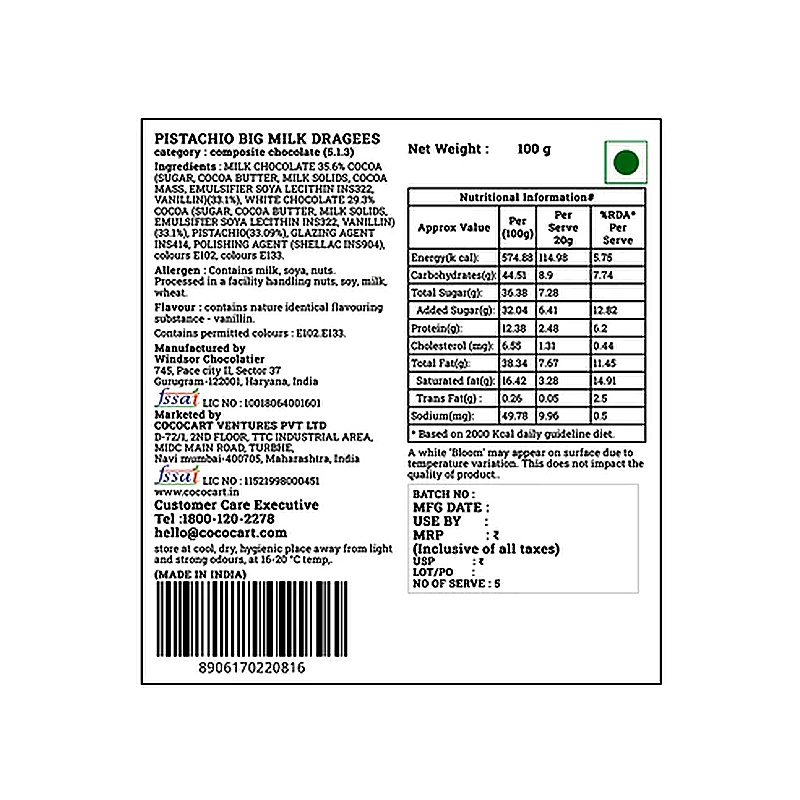 PISTACHIO BIG MILK DRAGEES
category : composite chocolate (5.1.3)
Ingredients : MILK CHOCOLATE 35.6% COCOA
(SUGAR, COCOA BUTTER, MILK SOLIDS, COCOA
MASS, EMULSIFIER SOYA LECITHIN INS322,
VANILLIN)(33.1%), WHITE CHOCOLATE 29.3%
COCOA (SUGAR, COCOA BUTTER, MILK SOLIDS,
EMULSIFIER SOYA LECITHIN INS322, VANILLIN)
(33.1%), PISTACHIO(33.09%), GLAZING AGENT
INS414, POLISHING AGENT (SHELLAC INS904),
colours E102, colours E133.
Allergen : Contains milk, soya, nuts.
Processed in a facility handling nuts, soy, milk,
wheat.
Flavour : contains nature identical flavouring
substance - vanillin.
Contains permitted colours : E102,E133.
Manufactured by
Windsor Chocolatier
745, Pace city II, Sector 37
Gurugram-122001, Haryana, India
fssai LIC NO : 10018064001601
Marketed by
COCOCART VENTURES PVT LTD
D-72/1, 2ND FLOOR, TTC INDUSTRIAL AREA,
MIDC MAIN ROAD, TURBHE,
Navi mumbai-400705, Maharashtra, India
fssai LIC NO : 11521998000451
www.cococart.in
Customer Care Executive
Tel :1800-120-2278
hello@cococart.com
store at cool, dry, hygienic place away from light
and strong odours, at 16-20 °C temp,.
(MADE IN INDIA)
8906170220816
Net Weight : 100 g
Nutritional Information#
Approx Value Per (100g) Per Serve 20g %RDA* Per Serve
Energy(k cal): 574.88 114.98 5.75
Carbohydrates(g): 44.51 8.9 7.74
Total Sugar(g): 36.38 7.28
Added Sugar(g): 32.04 6.41 12.82
Protein(g): 12.38 2.48 6.2
Cholesterol (mg): 6.55 1.31 0.44
Total Fat(g): 38.34 7.67 11.45
Saturated fat(g): 16.42 3.28 14.91
Trans Fat(g) : 0.26 0.05 2.5
Sodium(mg): 49.78 9.96 0.5
* Based on 2000 Kcal daily guideline diet.
A white 'Bloom' may appear on surface due to
temperature variation. This does not impact the
quality of product..
BATCH NO :
MFG DATE :
USE BY :
MRP : ₹
(Inclusive of all taxes)
USP : ₹
LOT/PO :
NO OF SERVE : 5